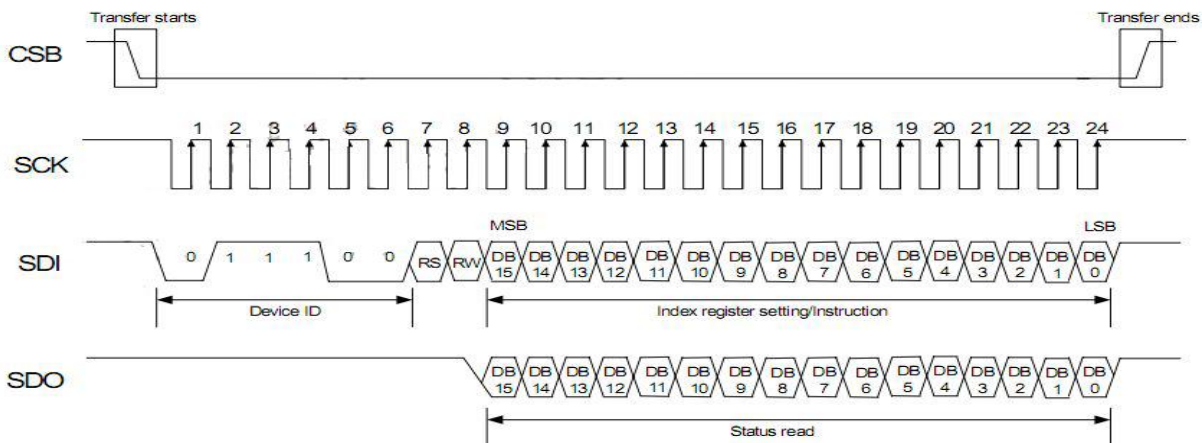 Transfer starts Transfer ends
CSB
1 2 3 4 5 6 7 8 9 10 11 12 13 14 15 16 17 18 19 20 21 22 23 24
SCK
MSB LSB
SDI 0 1 1 1 0 0 RS RW DB 15 DB 14 DB 13 DB 12 DB 11 DB 10 DB 9 DB 8 DB 7 DB 6 DB 5 DB 4 DB 3 DB 2 DB 1 DB 0
Device ID Index register setting/Instruction
SDO DB 15 DB 14 DB 13 DB 12 DB 11 DB 10 DB 9 DB 8 DB 7 DB 6 DB 5 DB 4 DB 3 DB 2 DB 1 DB 0
Status read